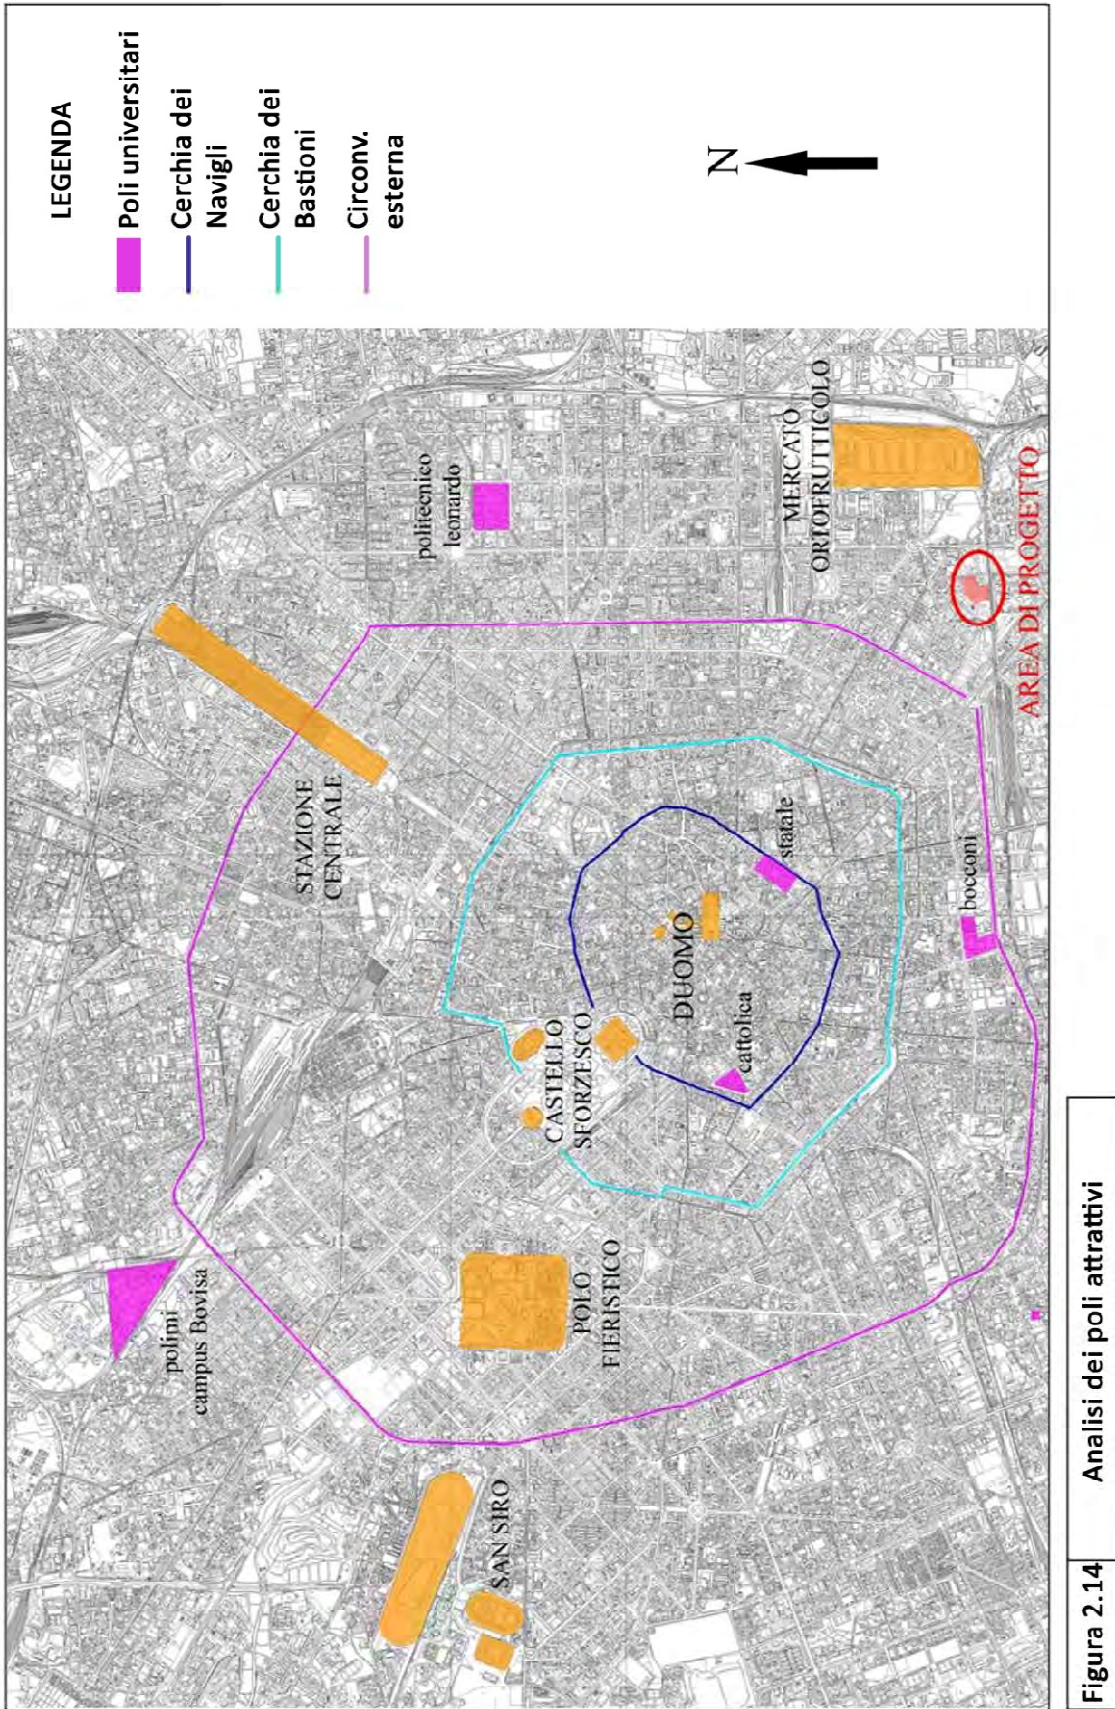 LEGENDA
Poli universitari
Cerchia dei
Navigli
Cerchia dei
Bastioni
Circonv.
esterna
N
polimi
campus Bovisa
STAZIONE
CENTRALE
politecnico
leonardo
SAN SIRO
POLO
FIERISTICO
CASTELLO
SFORZESCO
DUOMO
cattolica
statale
bocconi
MERCATO
ORTOFRUTTICOLO
AREA DI PROGETTO
Figura 2.14
Analisi dei poli attrattivi